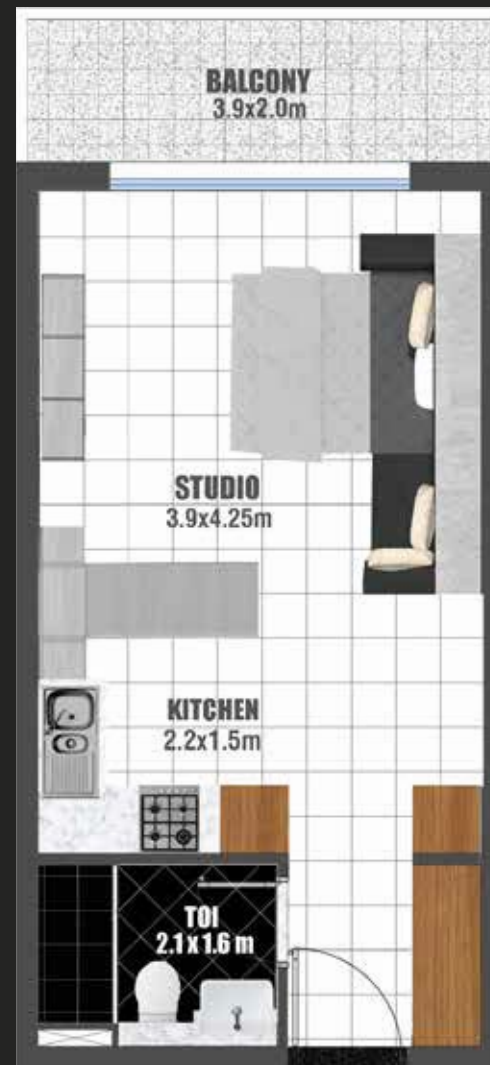 BALCONY
3.9x2.0m
STUDIO
3.9x4.25m
KITCHEN
2.2x1.5m
TOI
2.1x1.6 m